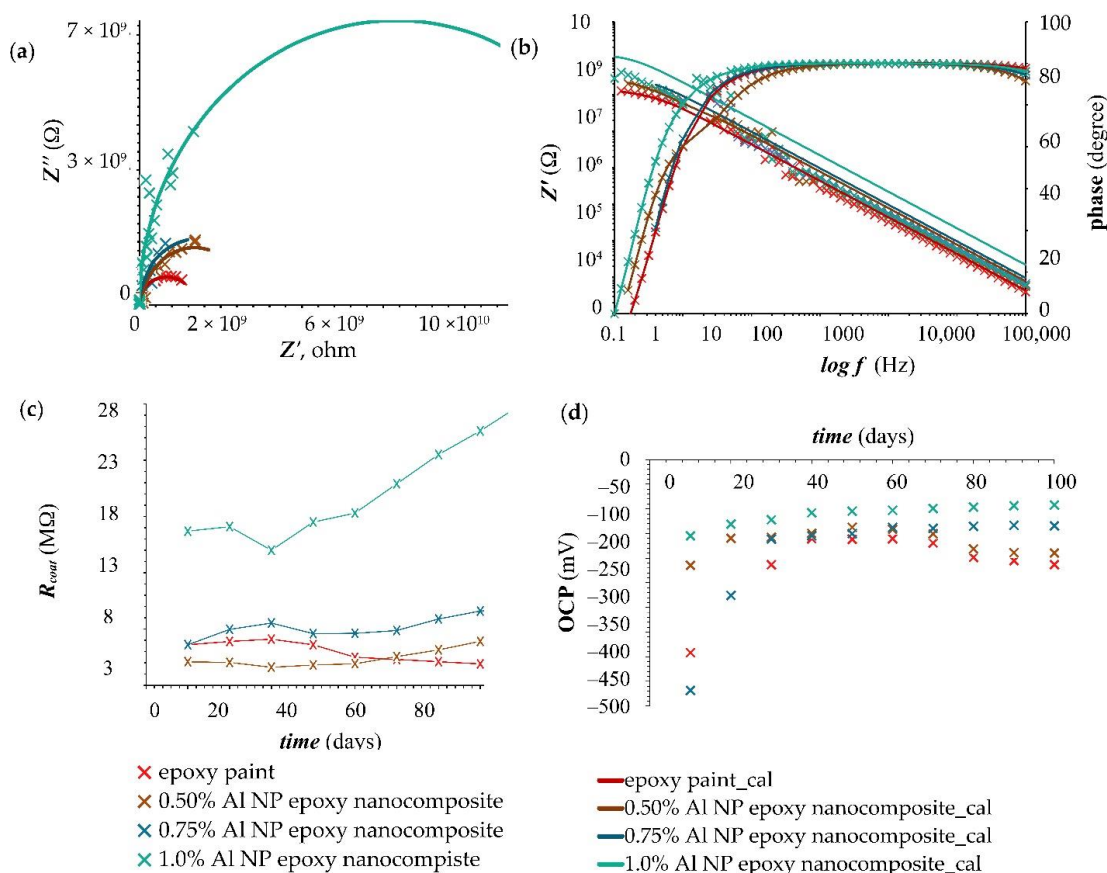 (a)
7 × 10⁹.
3 × 10⁹.
0
Z'' (Ω)
0
2 × 10⁹
6 × 10⁹
10 × 10¹⁰
Z', ohm
(b)
10
10⁹
10⁸
10⁷
10⁶
10⁵
10⁴
0
Z' (Ω)
100
80
60
40
20
0
phase (degree)
0.1
1
10
100
1000
10,000
100,000
log f (Hz)
(c)
28
23
18
13
8
3
R_coat (MΩ)
0
20
40
60
80
time (days)
(d)
time (days)
0
20
40
60
80
100
0
−50
−100
−150
−200
−250
−300
−350
−400
−450
−500
OCP (mV)
epoxy paint
0.50% Al NP epoxy nanocomposite
0.75% Al NP epoxy nanocomposite
1.0% Al NP epoxy nanocompiste
epoxy paint_cal
0.50% Al NP epoxy nanocomposite_cal
0.75% Al NP epoxy nanocomposite_cal
1.0% Al NP epoxy nanocomposite_cal